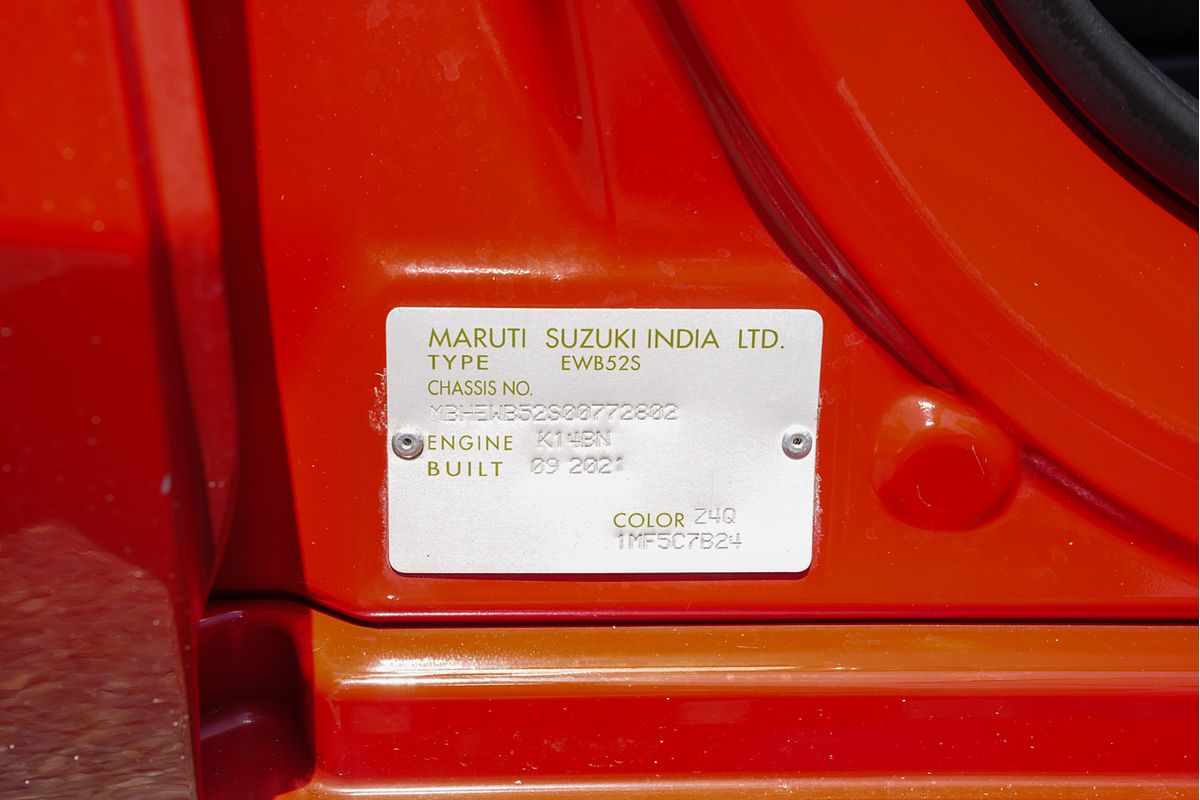 MARUTI SUZUKI INDIA LTD.
TYPE EWB52S
CHASSIS NO.
MBHEWB52S00772802
ENGINE K14BN
BUILT 09 2021
COLOR Z4Q
1MF5C7B24